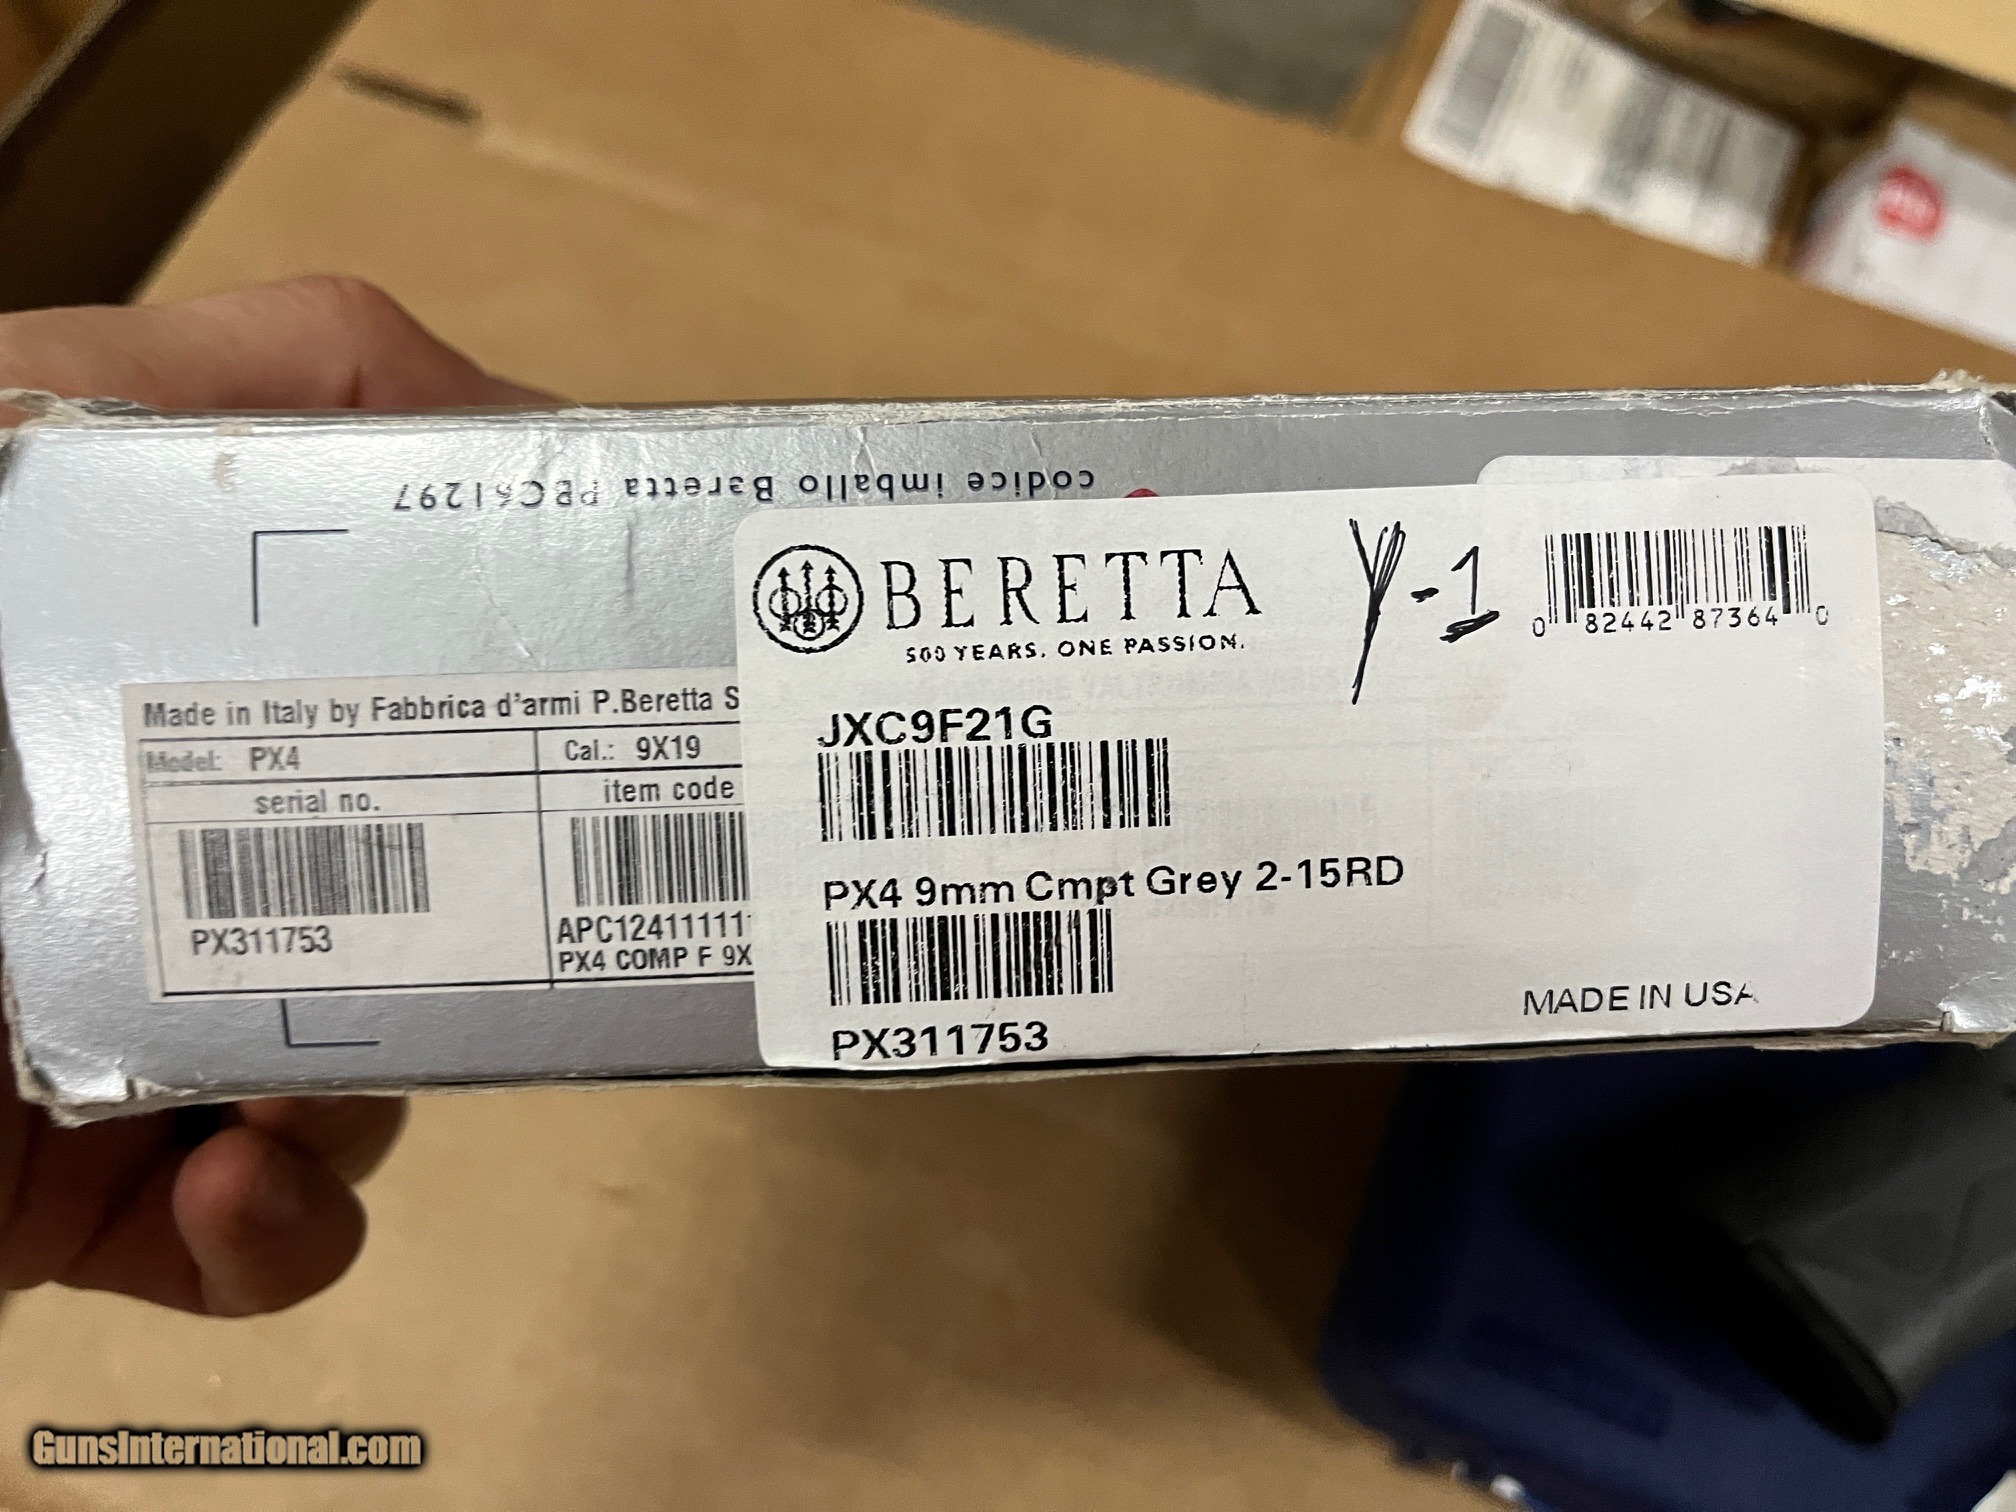 codice imballo Baretta PBC61297
BERETTA
500 YEARS. ONE PASSION.
Y-1
0 82442 87364 0
Made in Italy by Fabbrica d'armi P.Beretta S
Model: PX4
Cal.: 9X19
serial no.
item code
PX311753
APC12411111
PX4 COMP F 9X
JXC9F21G
PX4 9mm Cmpt Grey 2-15RD
PX311753
MADE IN USA
GunsInternational.com